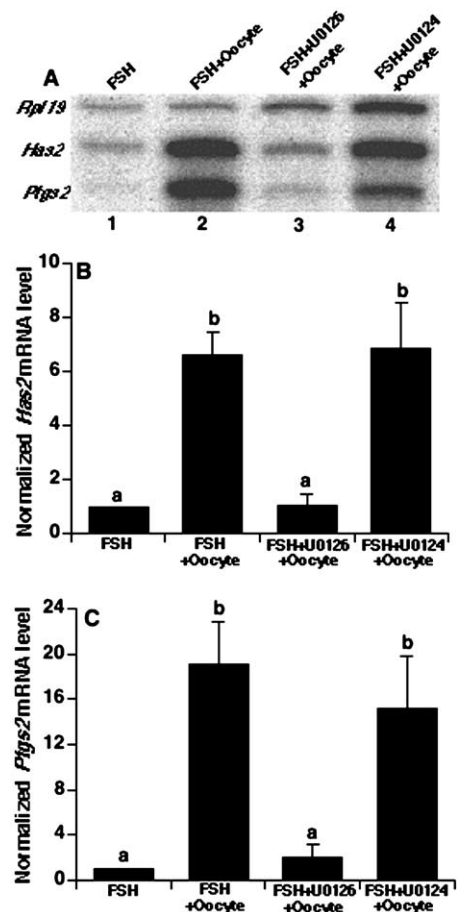 A
FSH
FSH+Oocyte
FSH+U0126
+Oocyte
FSH+U0124
+Oocyte
Rpl19
Has2
Ptgs2
1 2 3 4
B
Normalized Has2 mRNA level
10
8
6
4
2
0
a
b
a
b
FSH
FSH
+Oocyte
FSH+U0126
+Oocyte
FSH+U0124
+Oocyte
C
Normalized Ptgs2 mRNA level
24
20
16
12
8
4
0
a
b
a
b
FSH
FSH
+Oocyte
FSH+U0126
+Oocyte
FSH+U0124
+Oocyte